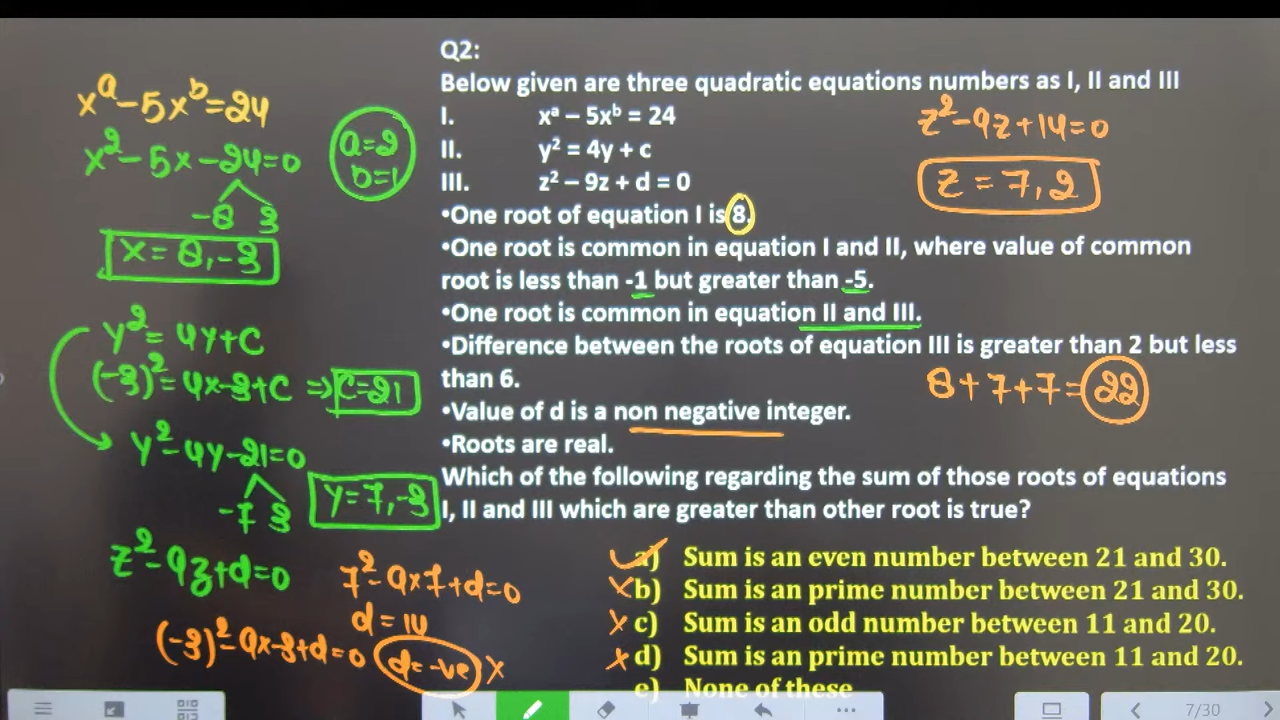 Q2:
Below given are three quadratic equations numbers as I, II and III
I. xᵃ – 5xᵇ = 24
II. y² = 4y + c
III. z² – 9z + d = 0
•One root of equation I is 8.
•One root is common in equation I and II, where value of common
root is less than -1 but greater than -5.
•One root is common in equation II and III.
•Difference between the roots of equation III is greater than 2 but less
than 6.
•Value of d is a non negative integer.
•Roots are real.
Which of the following regarding the sum of those roots of equations
I, II and III which are greater than other root is true?
a) Sum is an even number between 21 and 30.
b) Sum is an prime number between 21 and 30.
c) Sum is an odd number between 11 and 20.
d) Sum is an prime number between 11 and 20.
e) None of these
xᵃ-5xᵇ=24
x²-5x-24=0
-8 3
x = 8,-3
a=2
b=1
y² = 4y+c
(-3)² = 4x-3+c ⇒ c=21
y²-4y-21=0
-7 3
y=7,-3
z²-9z+d=0
7²-9x7+d=0
d=14
(-3)²-9x-3+d=0 d=-ve x
z²-9z+14=0
z = 7,2
8+7+7=22
7/30